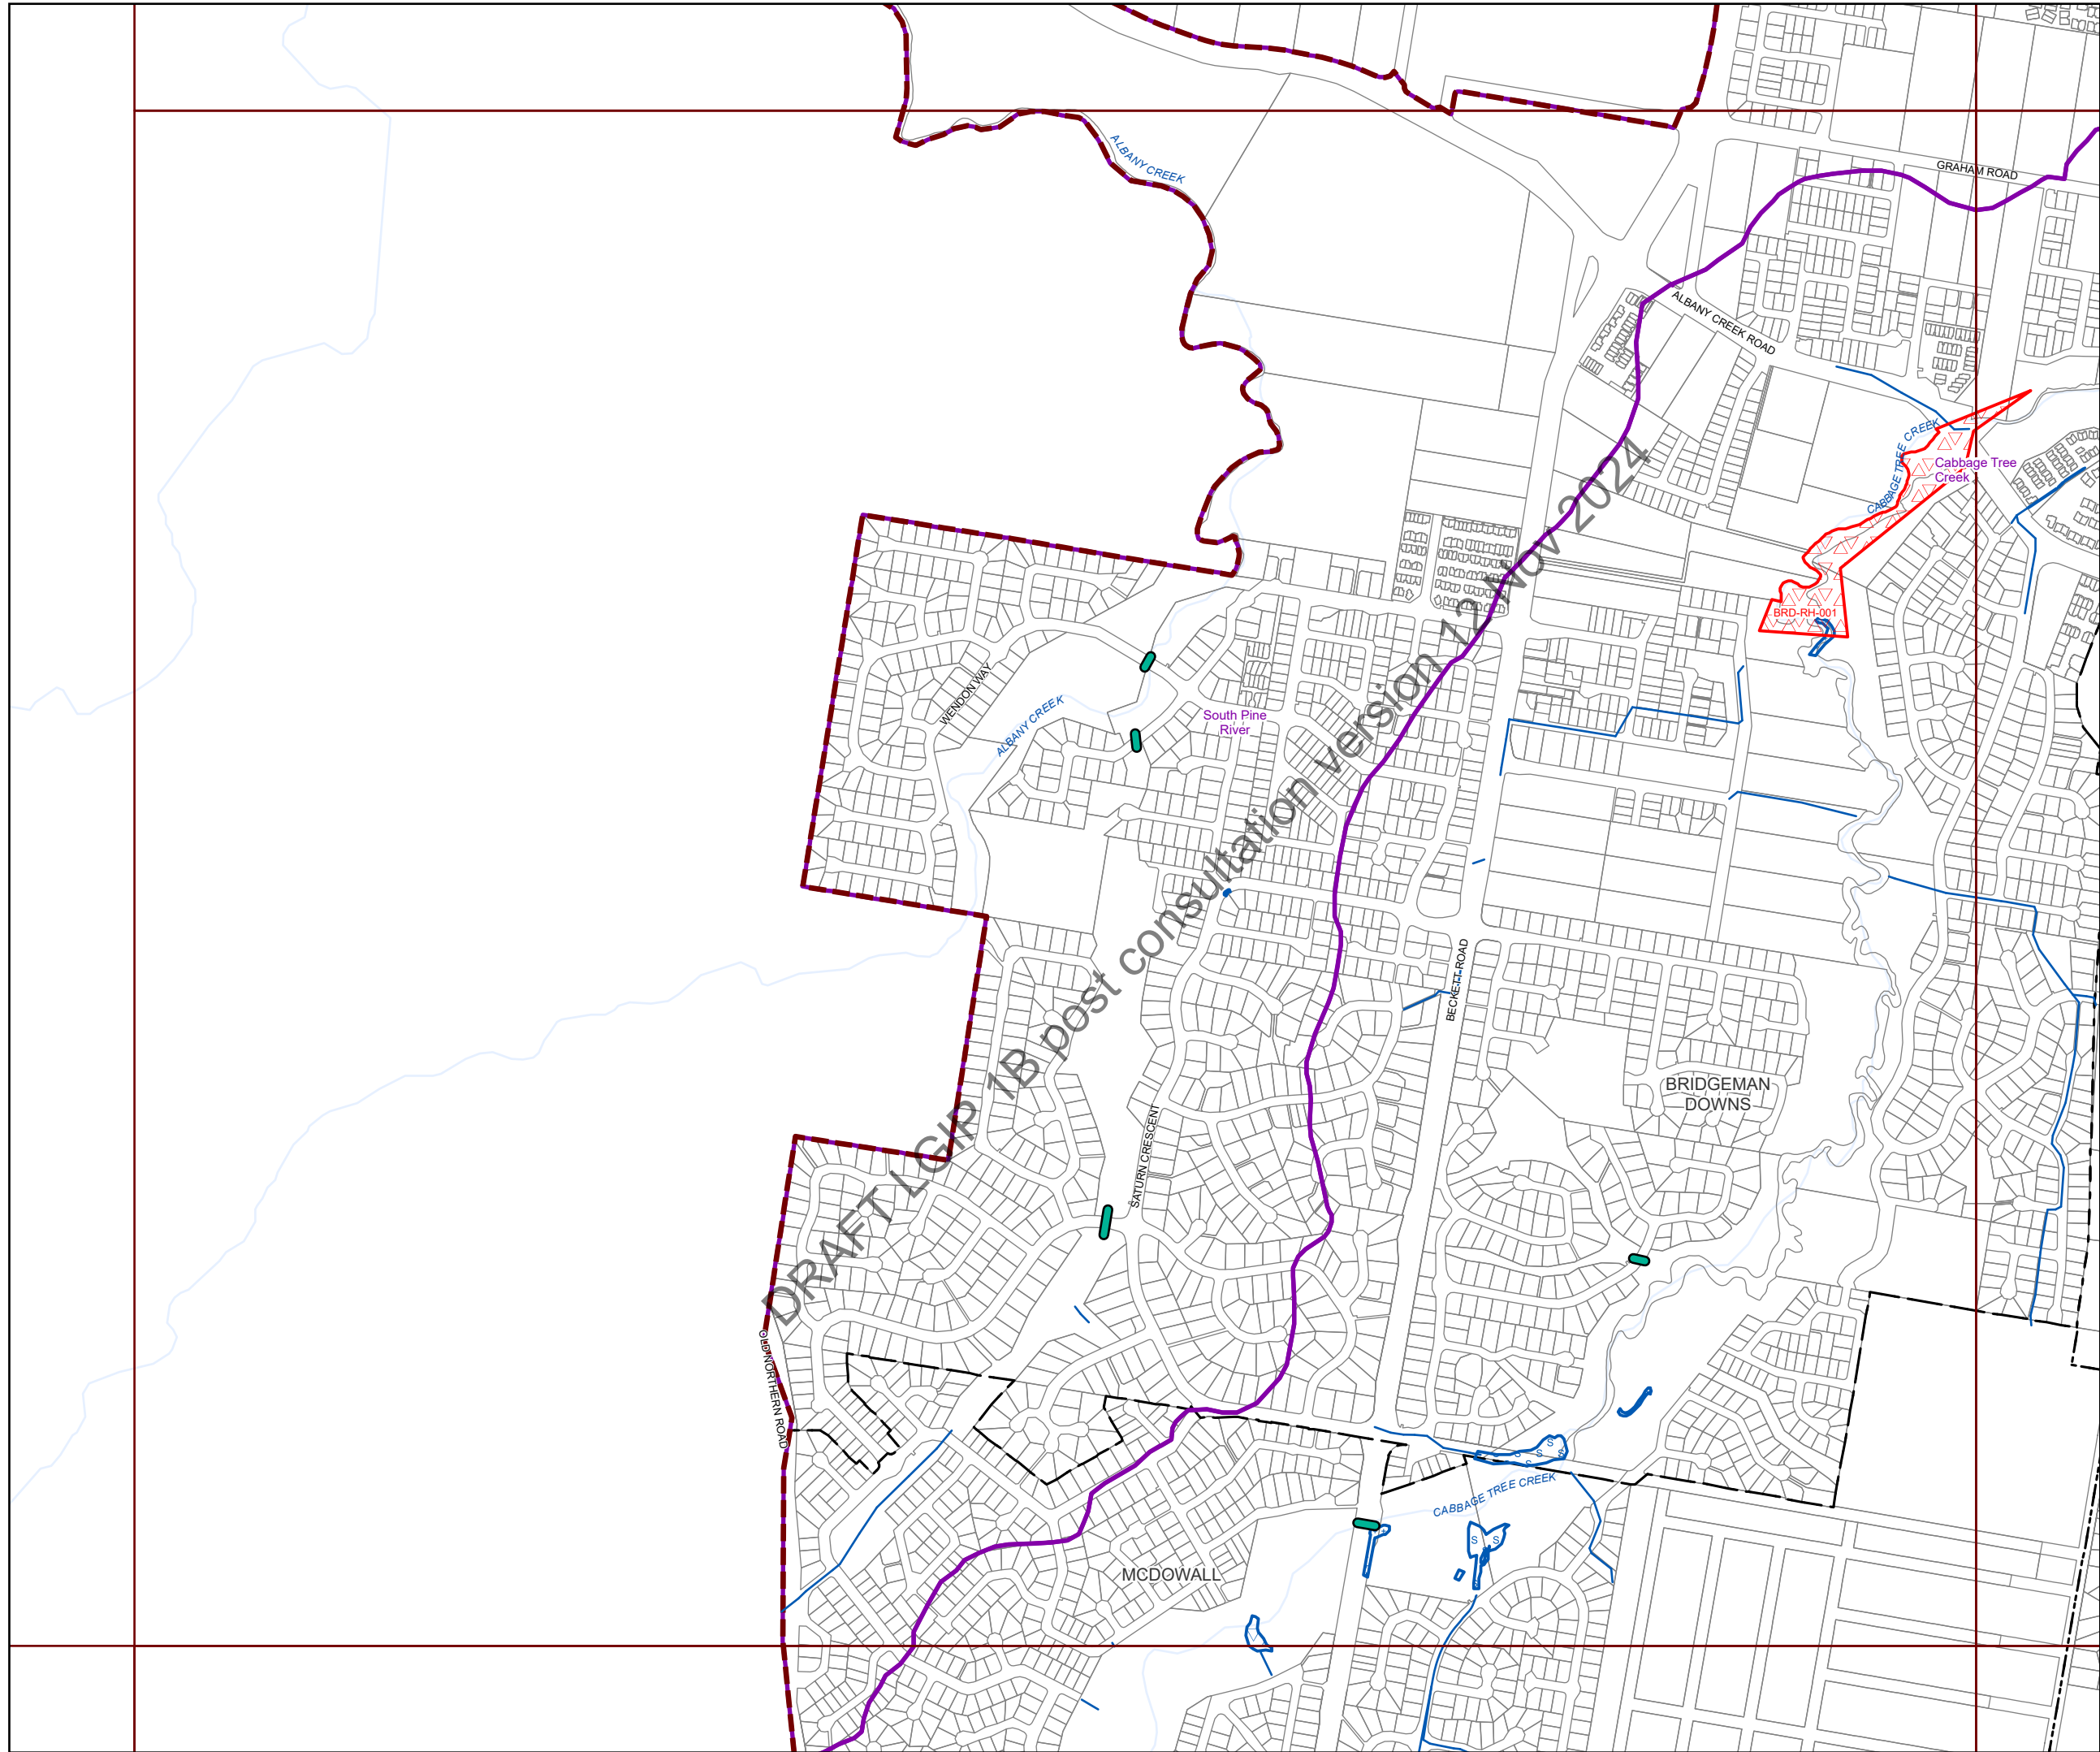 ALBANY CREEK
GRAHAM ROAD
ALBANY CREEK ROAD
CABBAGE TREE CREEK
Cabbage Tree
Creek
BRD-RH-001
WENDON WAY
ALBANY CREEK
South Pine
River
DRAFT LGIP 1B post consultation version 12 Nov 2024
BECKETT ROAD
BRIDGEMAN
DOWNS
SATURN CRESCENT
OLD NORTHERN ROAD
S
S
S
S
S
CABBAGE TREE CREEK
S
S
MCDOWALL